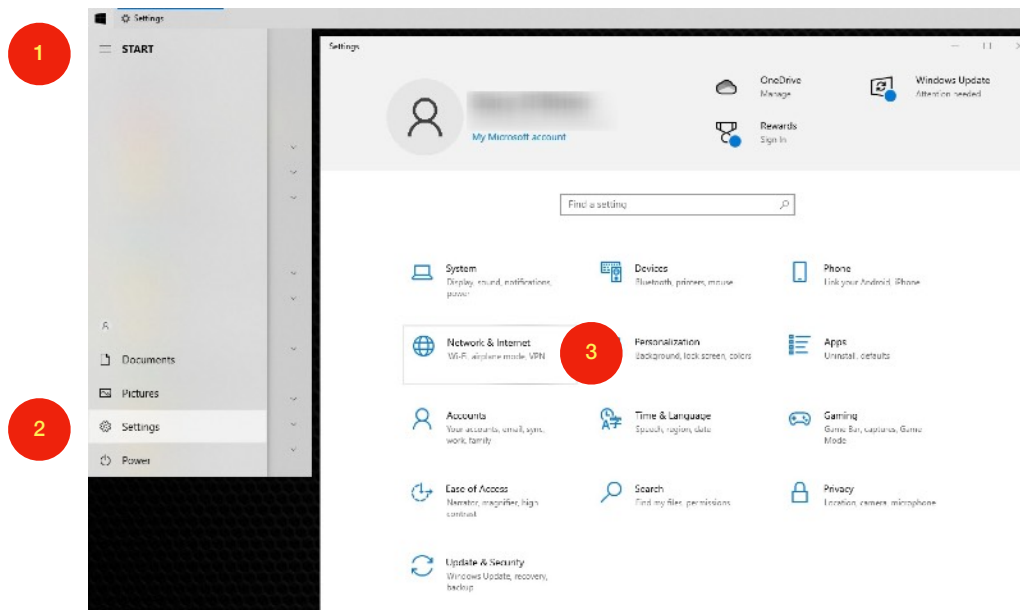 Settings
1
START
Settings
OneDrive
Manage
Windows Update
Attention needed
My Microsoft account
Rewards
Sign In
Find a setting
System
Display, sound, notifications,
power
Devices
Bluetooth, printers, mouse
Phone
Link your Android, iPhone
Network & Internet
Wi-Fi, airplane mode, VPN
3
Personalization
Background, lock screen, colors
Apps
Uninstall, defaults
Documents
Pictures
2
Settings
Power
Accounts
Your accounts, email, sync,
work, family
Time & Language
Speech, region, date
Gaming
Game Bar, captures, Game
Mode
Ease of Access
Narrator, magnifier, high
contrast
Search
Find my files, permissions
Privacy
Location, camera, microphone
Update & Security
Windows Update, recovery,
backup